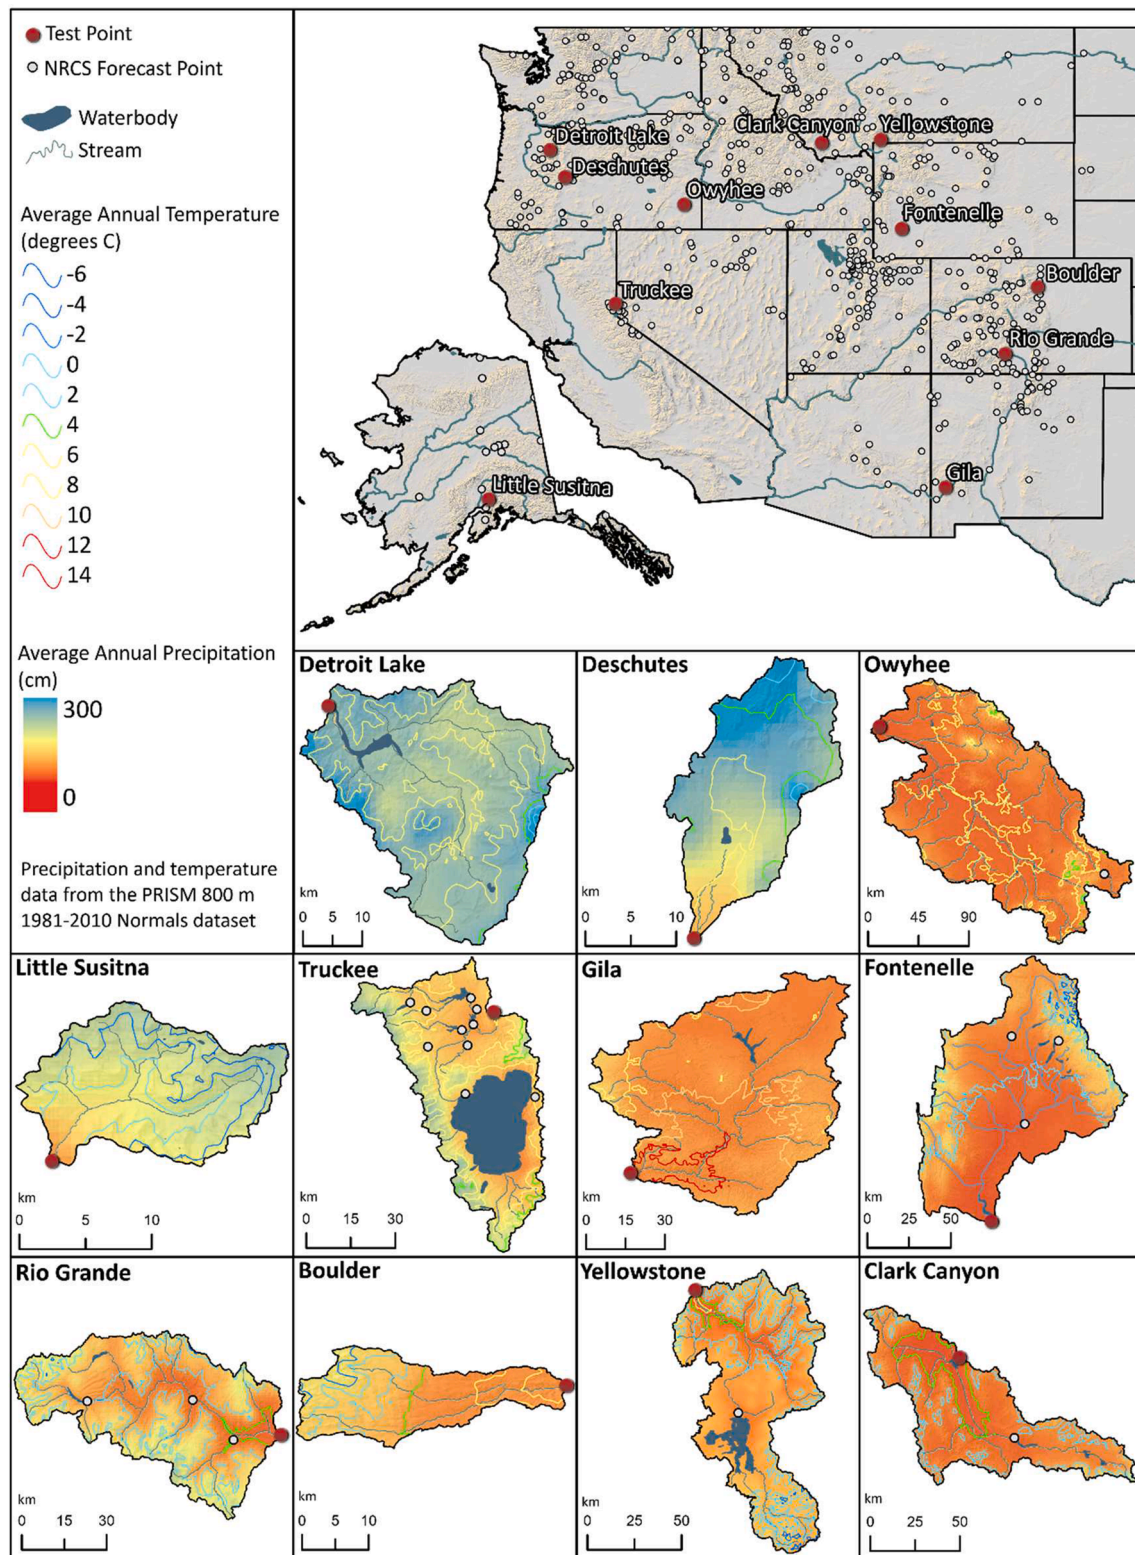 Test Point
NRCS Forecast Point
Waterbody
Stream
Average Annual Temperature
(degrees C)
-6
-4
-2
0
2
4
6
8
10
12
14
Average Annual Precipitation
(cm)
300
0
Precipitation and temperature
data from the PRISM 800 m
1981-2010 Normals dataset
Detroit Lake
Deschutes
Owyhee
Clark Canyon
Yellowstone
Fontenelle
Boulder
Truckee
Rio Grande
Gila
Little Susitna
Detroit Lake
km
0 5 10
Deschutes
km
0 5 10
Owyhee
km
0 45 90
Little Susitna
km
0 5 10
Truckee
km
0 15 30
Gila
km
0 15 30
Fontenelle
km
0 25 50
Rio Grande
km
0 30
Boulder
km
0 5 10
Yellowstone
km
0 50
Clark Canyon
km
0 50